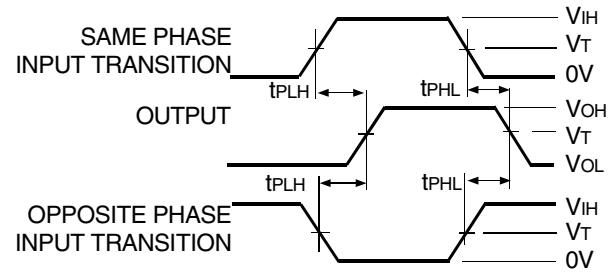 VIH
SAME PHASE
INPUT TRANSITION
VT
0V
tPLH
tPHL
OUTPUT
VOH
VT
VOL
tPLH
tPHL
OPPOSITE PHASE
INPUT TRANSITION
VIH
VT
0V